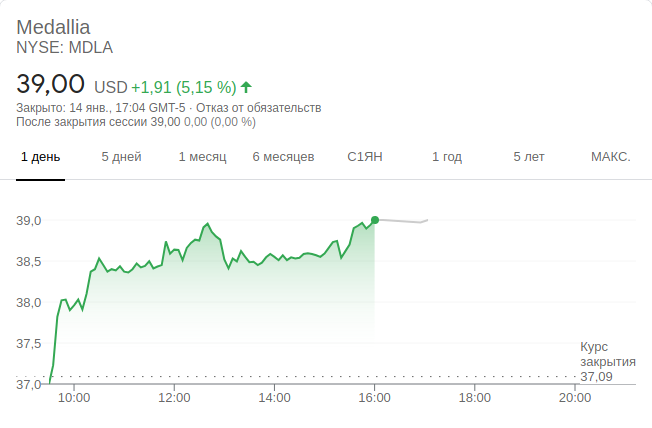 Medallia
NYSE: MDLA
39,00 USD +1,91 (5,15 %)
Закрыто: 14 янв., 17:04 GMT-5 · Отказ от обязательств
После закрытия сессии 39,00 0,00 (0,00 %)
1 день 5 дней 1 месяц 6 месяцев С1ЯН 1 год 5 лет МАКС.
39,0
38,5
38,0
37,5
37,0
Курс
закрытия
37,09
10:00 12:00 14:00 16:00 18:00 20:00